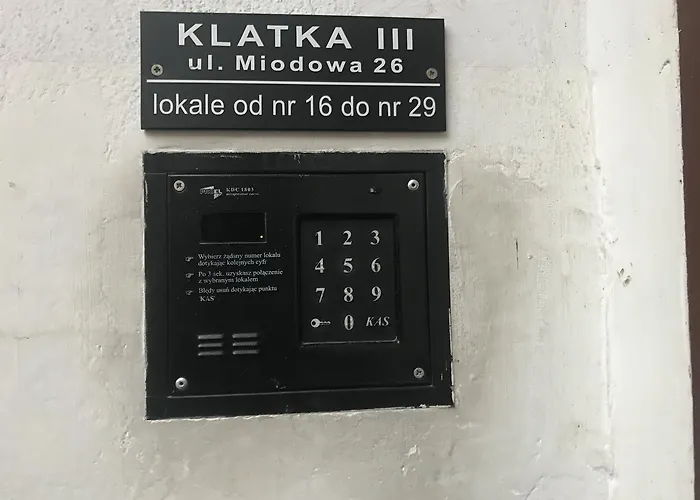 KLATKA III
ul. Miodowa 26
lokale od nr 16 do nr 29
KDC 1803
Wybierz żądany numer lokalu
dotykając kolejnych cyfr
Po 3 sek. uzyskasz połączenie
z wybranym lokalem
Błędy usuń dotykając punktu
'KAS'
1 2 3
4 5 6
7 8 9
0 KAS